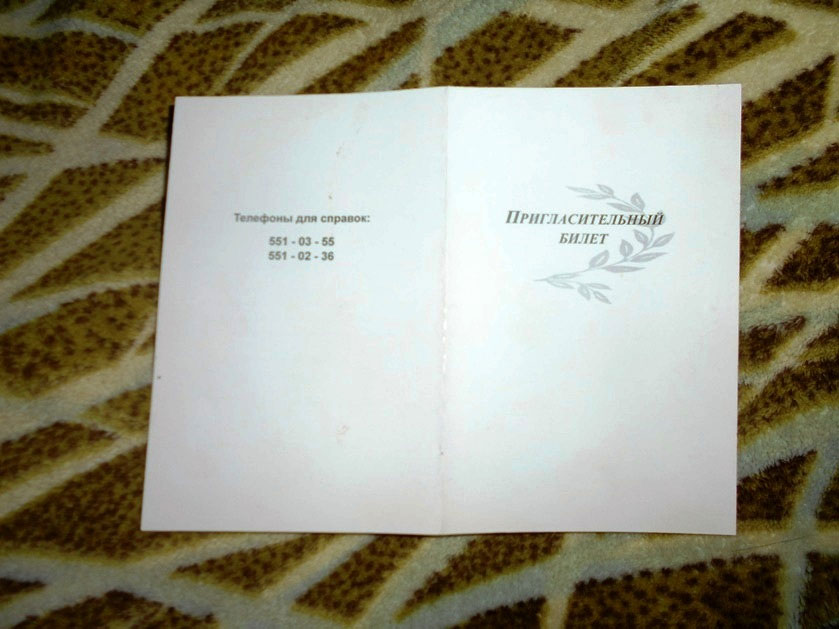 Телефоны для справок:
551 - 03 - 55
551 - 02 - 36
ПРИГЛАСИТЕЛЬНЫЙ
БИЛЕТ